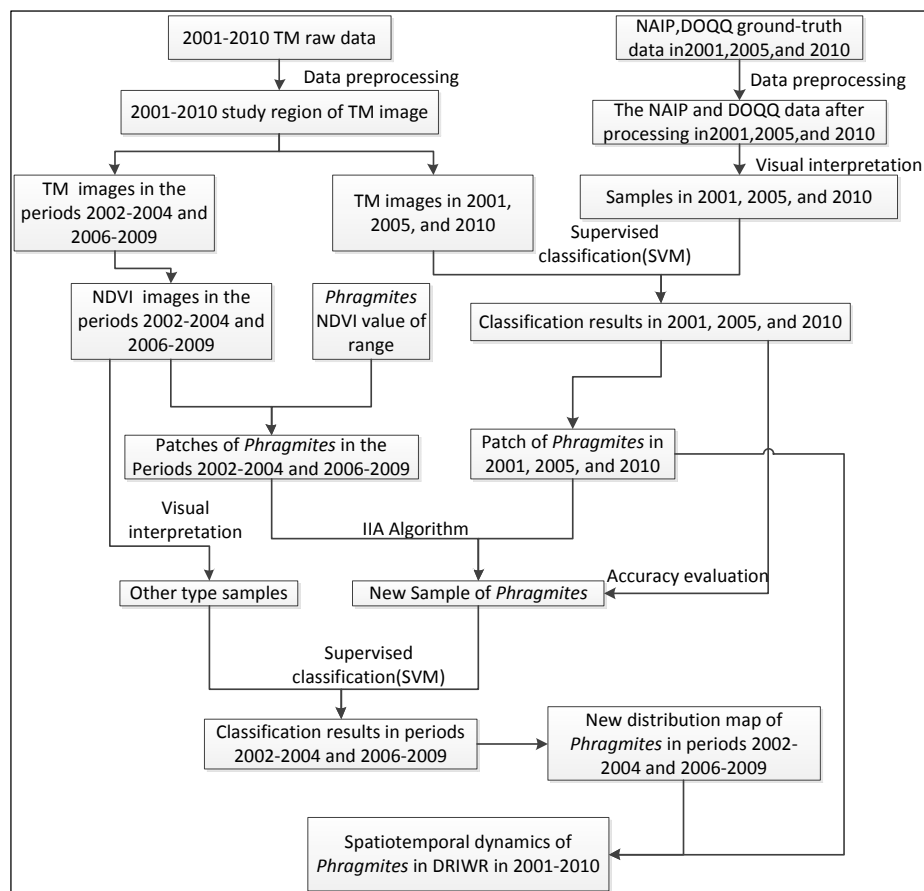 2001-2010 TM raw data
NAIP,DOQQ ground-truth
data in2001,2005,and 2010
Data preprocessing
Data preprocessing
2001-2010 study region of TM image
The NAIP and DOQQ data after
processing in2001,2005,and 2010
Visual interpretation
TM  images in the
periods 2002-2004 and
2006-2009
TM images in 2001,
2005, and 2010
Samples in 2001, 2005, and 2010
Supervised
classification(SVM)
NDVI  images in the
periods 2002-2004 and
2006-2009
Phragmites
NDVI value of
range
Classification results in 2001, 2005, and 2010
Patches of Phragmites in the
Periods 2002-2004 and 2006-2009
Patch of Phragmites in
2001, 2005, and 2010
Visual
interpretation
IIA Algorithm
Accuracy evaluation
Other type samples
New Sample of Phragmites
Supervised
classification(SVM)
Classification results in periods
2002-2004 and 2006-2009
New distribution map of
Phragmites in periods 2002-
2004 and 2006-2009
Spatiotemporal dynamics of
Phragmites in DRIWR in 2001-2010